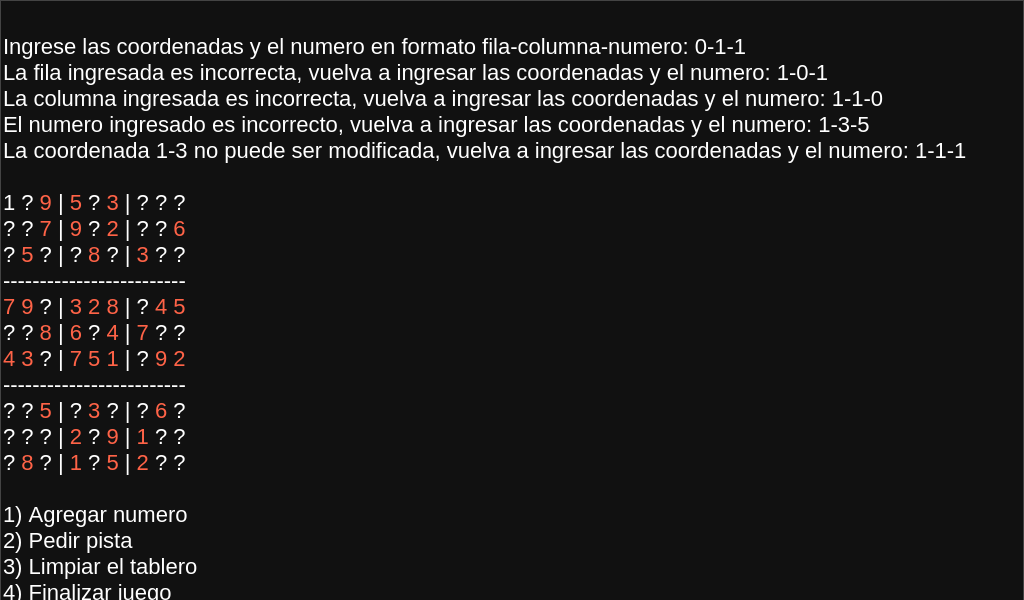 Ingrese las coordenadas y el numero en formato fila-columna-numero: 0-1-1
La fila ingresada es incorrecta, vuelva a ingresar las coordenadas y el numero: 1-0-1
La columna ingresada es incorrecta, vuelva a ingresar las coordenadas y el numero: 1-1-0
El numero ingresado es incorrecto, vuelva a ingresar las coordenadas y el numero: 1-3-5
La coordenada 1-3 no puede ser modificada, vuelva a ingresar las coordenadas y el numero: 1-1-1
1 ? 9 | 5 ? 3 | ? ? ?
? ? 7 | 9 ? 2 | ? ? 6
? 5 ? | ? 8 ? | 3 ? ?
-------------------------
7 9 ? | 3 2 8 | ? 4 5
? ? 8 | 6 ? 4 | 7 ? ?
4 3 ? | 7 5 1 | ? 9 2
-------------------------
? ? 5 | ? 3 ? | ? 6 ?
? ? ? | 2 ? 9 | 1 ? ?
? 8 ? | 1 ? 5 | 2 ? ?
1) Agregar numero
2) Pedir pista
3) Limpiar el tablero
4) Finalizar juego